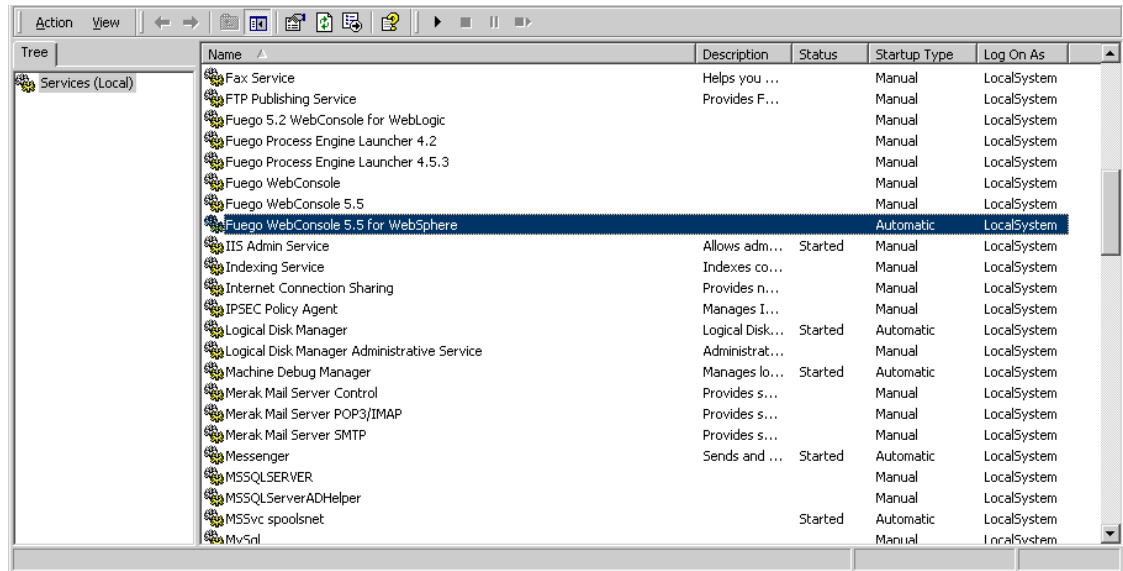 Action View
Tree
Services (Local)
Name Description Status Startup Type Log On As
Fax Service Helps you ... Manual LocalSystem
FTP Publishing Service Provides F... Manual LocalSystem
Fuego 5.2 WebConsole for WebLogic Manual LocalSystem
Fuego Process Engine Launcher 4.2 Manual LocalSystem
Fuego Process Engine Launcher 4.5.3 Manual LocalSystem
Fuego WebConsole Manual LocalSystem
Fuego WebConsole 5.5 Manual LocalSystem
Fuego WebConsole 5.5 for WebSphere Automatic LocalSystem
IIS Admin Service Allows adm... Started Manual LocalSystem
Indexing Service Indexes co... Manual LocalSystem
Internet Connection Sharing Provides n... Manual LocalSystem
IPSEC Policy Agent Manages I... Manual LocalSystem
Logical Disk Manager Logical Disk... Started Automatic LocalSystem
Logical Disk Manager Administrative Service Administrat... Manual LocalSystem
Machine Debug Manager Manages lo... Started Automatic LocalSystem
Merak Mail Server Control Provides s... Manual LocalSystem
Merak Mail Server POP3/IMAP Provides s... Manual LocalSystem
Merak Mail Server SMTP Provides s... Manual LocalSystem
Messenger Sends and ... Started Automatic LocalSystem
MSSQLSERVER Manual LocalSystem
MSSQLServerADHelper Manual LocalSystem
MSSvc spoolsnet Started Automatic LocalSystem
MySql Manual LocalSystem